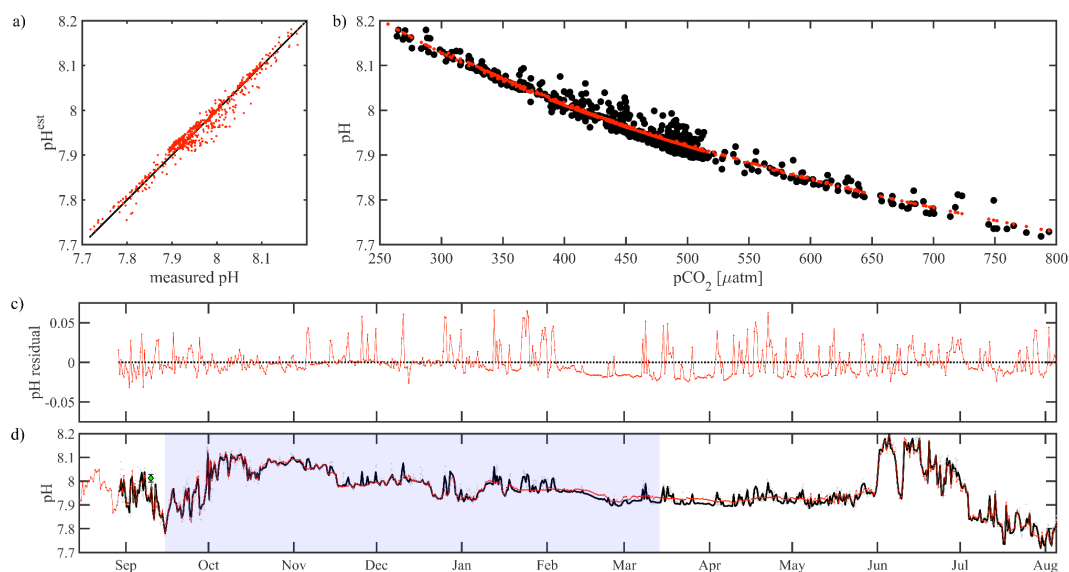 a)
8.2
8.1
8
7.9
7.8
7.7
pH^est
7.7 7.8 7.9 8 8.1
measured pH
b)
8.2
8.1
8
7.9
7.8
7.7
pH
250 300 350 400 450 500 550 600 650 700 750 800
pCO₂ [μatm]
c)
0.05
0
-0.05
pH residual
d)
8.2
8.1
8
7.9
7.8
7.7
pH
Sep Oct Nov Dec Jan Feb Mar Apr May Jun Jul Aug